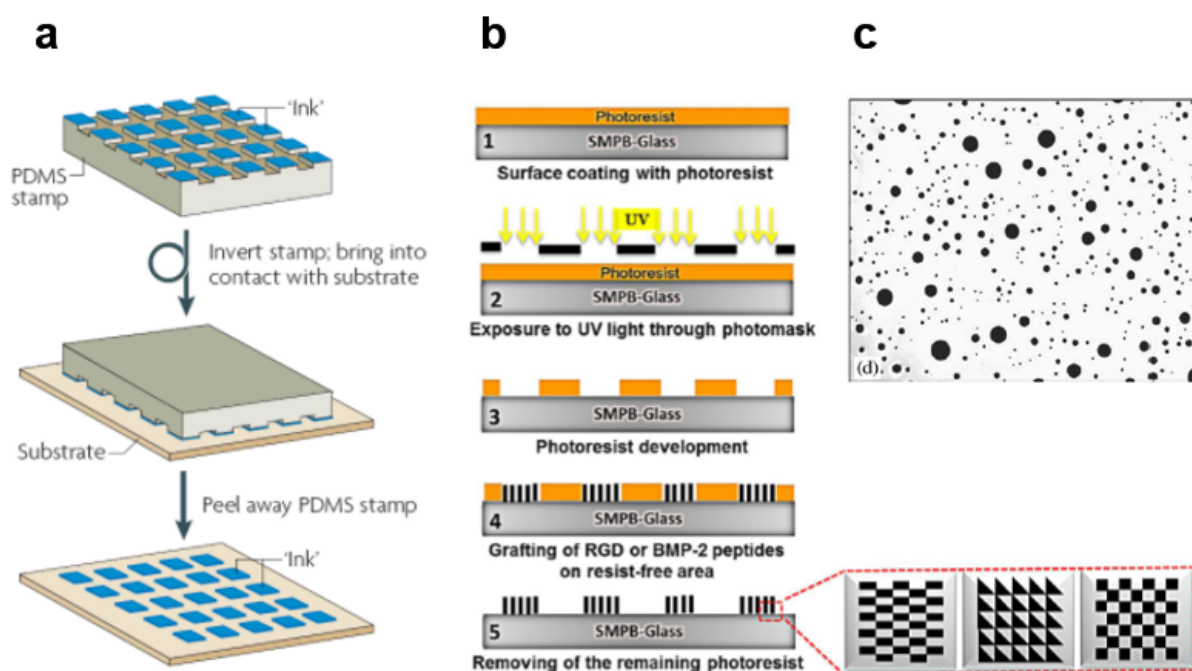 a
'Ink'
PDMS
stamp
Invert stamp; bring into
contact with substrate
Substrate
Peel away PDMS stamp
'Ink'
b
Photoresist
1
SMPB-Glass
Surface coating with photoresist
UV
Photoresist
2
SMPB-Glass
Exposure to UV light through photomask
3
SMPB-Glass
Photoresist development
4
SMPB-Glass
Grafting of RGD or BMP-2 peptides
on resist-free area
5
SMPB-Glass
Removing of the remaining photoresist
c
(d).